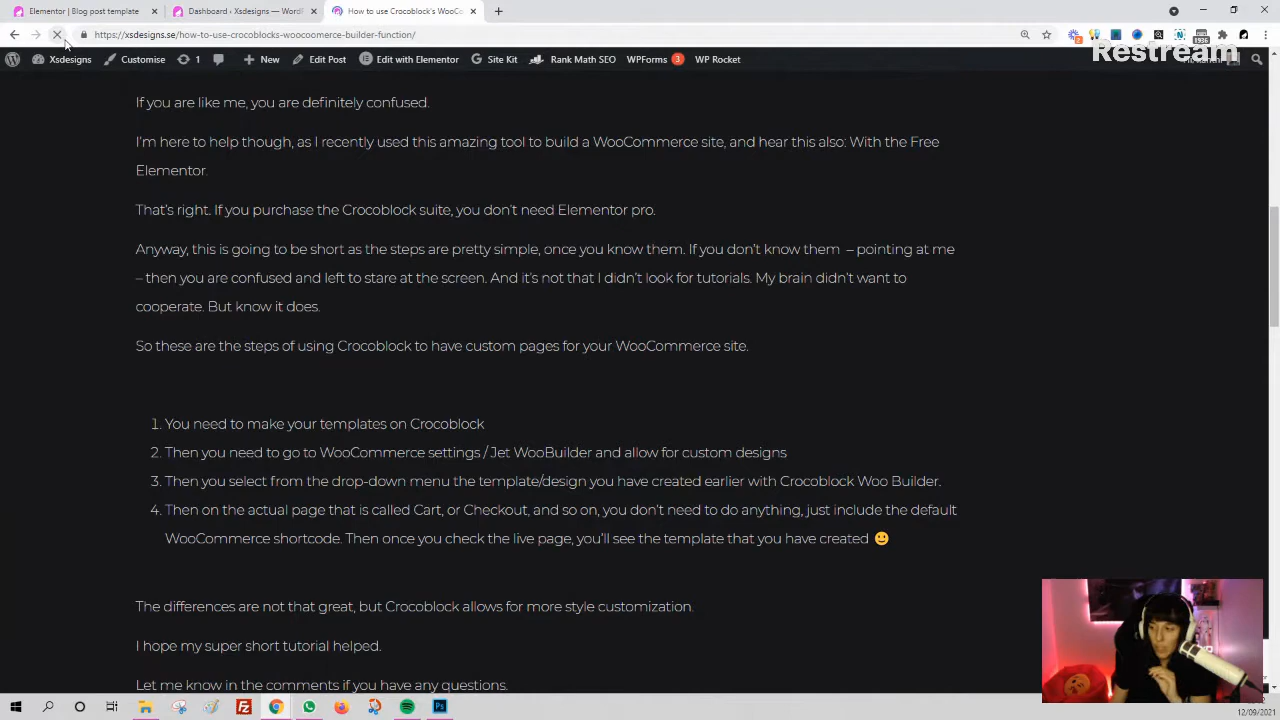 Elementor | Blog post template
Dashboard ‹ Xsdesigns — WordP
How to use Crocoblock's WooCo
https://xsdesigns.se/how-to-use-crocoblocks-woocoomerce-builder-function/
2
1936
Restream
Xsdesigns
Customise
1
New
Edit Post
Edit with Elementor
Site Kit
Rank Math SEO
WPForms 3
WP Rocket
If you are like me, you are definitely confused.
I'm here to help though, as I recently used this amazing tool to build a WooCommerce site, and hear this also: With the Free
Elementor.
That's right. If you purchase the Crocoblock suite, you don't need Elementor pro.
Anyway, this is going to be short as the steps are pretty simple, once you know them. If you don't know them – pointing at me
– then you are confused and left to stare at the screen. And it's not that I didn't look for tutorials. My brain didn't want to
cooperate. But know it does.
So these are the steps of using Crocoblock to have custom pages for your WooCommerce site.
1. You need to make your templates on Crocoblock
2. Then you need to go to WooCommerce settings / Jet WooBuilder and allow for custom designs
3. Then you select from the drop-down menu the template/design you have created earlier with Crocoblock Woo Builder.
4. Then on the actual page that is called Cart, or Checkout, and so on, you don't need to do anything, just include the default
WooCommerce shortcode. Then once you check the live page, you'll see the template that you have created 🙂
The differences are not that great, but Crocoblock allows for more style customization.
I hope my super short tutorial helped.
Let me know in the comments if you have any questions.
12/09/2021